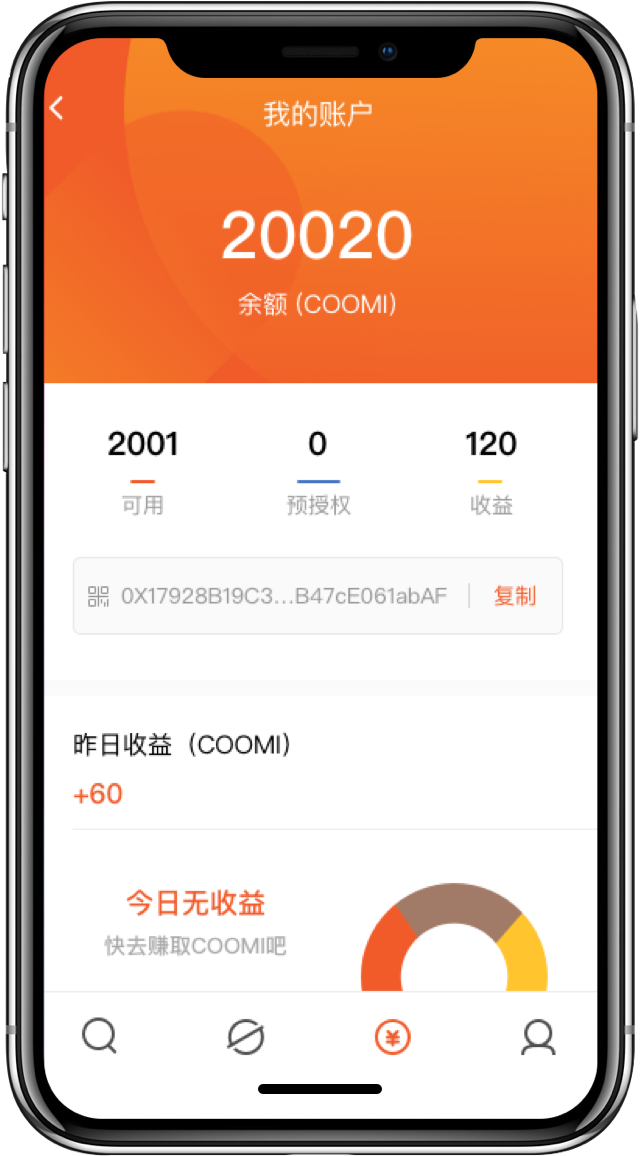 我的账户
20020
余额 (COOMI)
2001 0 120
可用 预授权 收益
0X17928B19C3...B47cE061abAF 复制
昨日收益（COOMI）
+60
今日无收益
快去赚取COOMI吧
¥